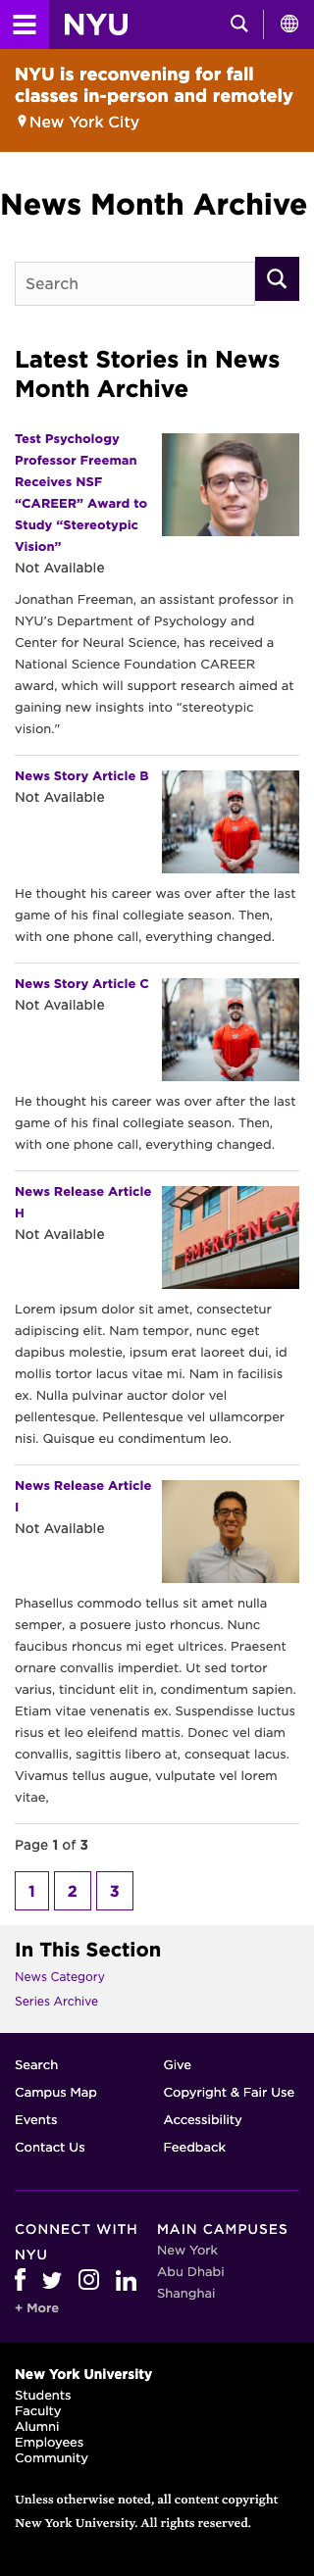 NYU
NYU is reconvening for fall
classes in-person and remotely
New York City
News Month Archive
Search
Latest Stories in News
Month Archive
Test Psychology
Professor Freeman
Receives NSF
“CAREER” Award to
Study “Stereotypic
Vision”
Not Available
Jonathan Freeman, an assistant professor in
NYU’s Department of Psychology and
Center for Neural Science, has received a
National Science Foundation CAREER
award, which will support research aimed at
gaining new insights into “stereotypic
vision."
News Story Article B
Not Available
He thought his career was over after the last
game of his final collegiate season. Then,
with one phone call, everything changed.
News Story Article C
Not Available
He thought his career was over after the last
game of his final collegiate season. Then,
with one phone call, everything changed.
News Release Article
H
Not Available
EMERGENCY
Lorem ipsum dolor sit amet, consectetur
adipiscing elit. Nam tempor, nunc eget
dapibus molestie, ipsum erat laoreet dui, id
mollis tortor lacus vitae mi. Nam in facilisis
ex. Nulla pulvinar auctor dolor vel
pellentesque. Pellentesque vel ullamcorper
nisi. Quisque eu condimentum leo.
News Release Article
I
Not Available
Phasellus commodo tellus sit amet nulla
semper, a posuere justo rhoncus. Nunc
faucibus rhoncus mi eget ultrices. Praesent
ornare convallis imperdiet. Ut sed tortor
varius, tincidunt elit in, condimentum sapien.
Etiam vitae venenatis ex. Suspendisse luctus
risus et leo eleifend mattis. Donec vel diam
convallis, sagittis libero at, consequat lacus.
Vivamus tellus augue, vulputate vel lorem
vitae,
Page 1 of 3
1 2 3
In This Section
News Category
Series Archive
Search
Campus Map
Events
Contact Us
Give
Copyright & Fair Use
Accessibility
Feedback
CONNECT WITH
NYU
+ More
MAIN CAMPUSES
New York
Abu Dhabi
Shanghai
New York University
Students
Faculty
Alumni
Employees
Community
Unless otherwise noted, all content copyright
New York University. All rights reserved.